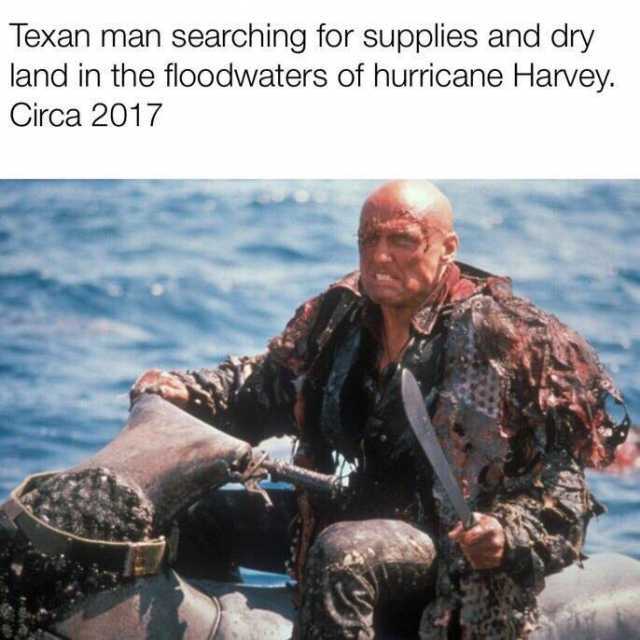 Texan man searching for supplies and dry
land in the floodwaters of hurricane Harvey.
Circa 2017